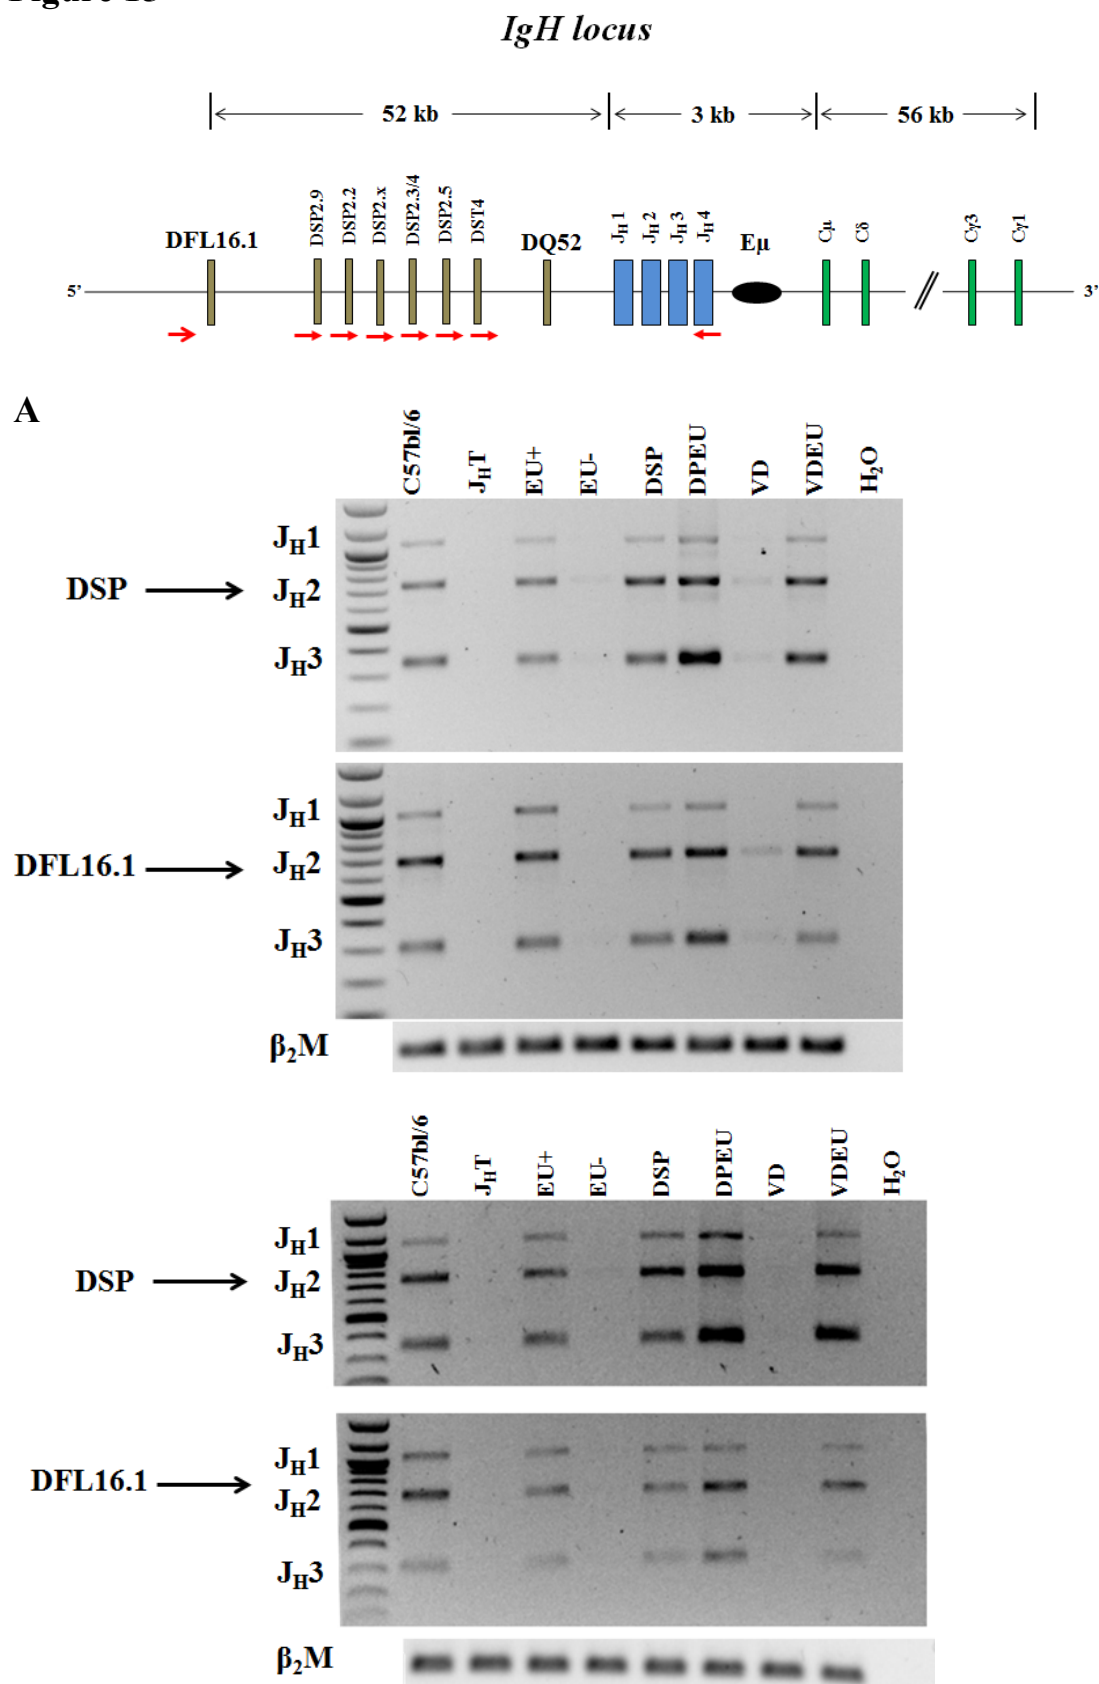 IgH locus
52 kb 3 kb 56 kb
DFL16.1 DSP2.9 DSP2.2 DSP2.x DSP2.3/4 DSP2.5 DST4 DQ52 JH1 JH2 JH3 JH4 Eμ Cμ Cδ Cγ3 Cγ1
5’ 3’
A
C57bl/6 JHT EU+ EU- DSP DPEU VD VDEU H2O
JH1
DSP JH2
JH3
JH1
DFL16.1 JH2
JH3
β2M
C57bl/6 JHT EU+ EU- DSP DPEU VD VDEU H2O
JH1
DSP JH2
JH3
JH1
DFL16.1 JH2
JH3
β2M